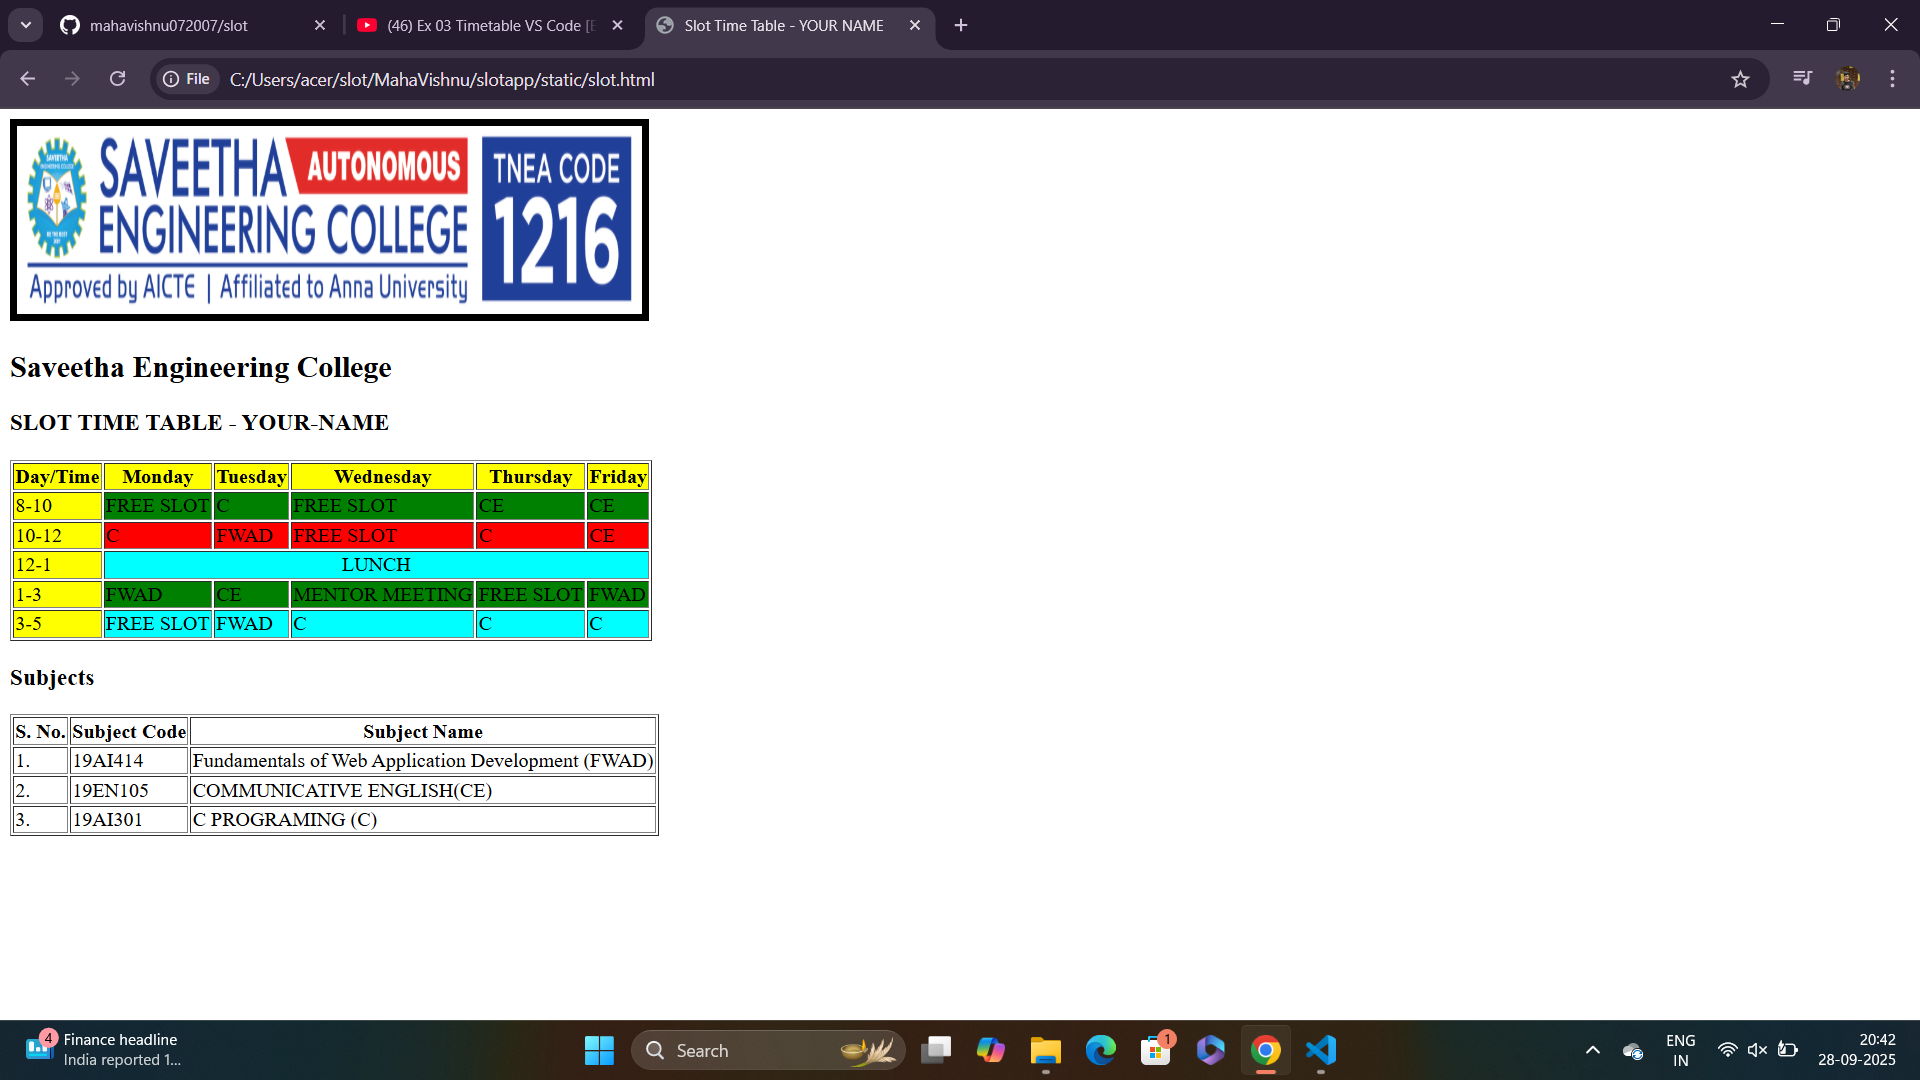 mahavishnu072007/slot
(46) Ex 03 Timetable VS Code [E
Slot Time Table - YOUR NAME
File
C:/Users/acer/slot/MahaVishnu/slotapp/static/slot.html
SAVEETHA AUTONOMOUS
ENGINEERING COLLEGE
Approved by AICTE | Affiliated to Anna University
TNEA CODE
1216
Saveetha Engineering College
SLOT TIME TABLE - YOUR-NAME
Day/Time Monday Tuesday Wednesday Thursday Friday
8-10 FREE SLOT C FREE SLOT CE CE
10-12 C FWAD FREE SLOT C CE
12-1 LUNCH
1-3 FWAD CE MENTOR MEETING FREE SLOT FWAD
3-5 FREE SLOT FWAD C C C
Subjects
S. No. Subject Code Subject Name
1. 19AI414 Fundamentals of Web Application Development (FWAD)
2. 19EN105 COMMUNICATIVE ENGLISH(CE)
3. 19AI301 C PROGRAMING (C)
4
Finance headline
India reported 1...
Search
1
ENG
IN
20:42
28-09-2025